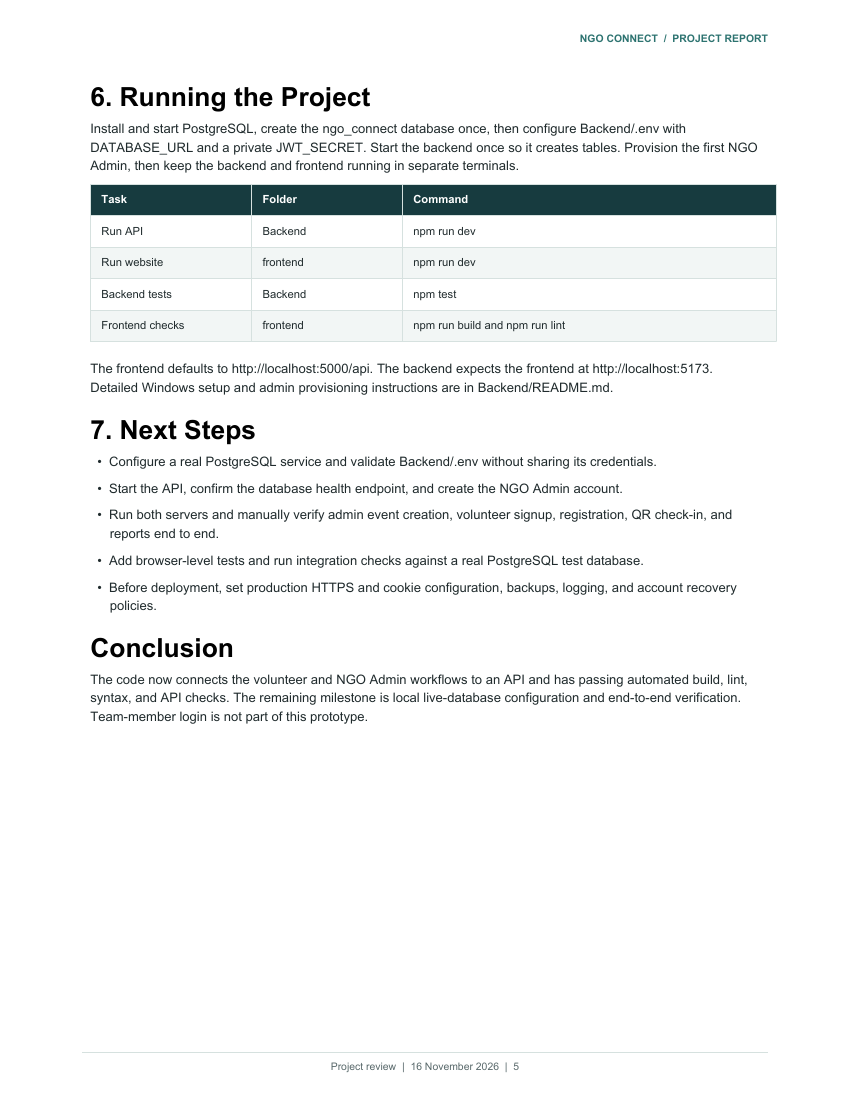 NGO CONNECT / PROJECT REPORT
6. Running the Project
Install and start PostgreSQL, create the ngo_connect database once, then configure Backend/.env with
DATABASE_URL and a private JWT_SECRET. Start the backend once so it creates tables. Provision the first NGO
Admin, then keep the backend and frontend running in separate terminals.
Task Folder Command
Run API Backend npm run dev
Run website frontend npm run dev
Backend tests Backend npm test
Frontend checks frontend npm run build and npm run lint
The frontend defaults to http://localhost:5000/api. The backend expects the frontend at http://localhost:5173.
Detailed Windows setup and admin provisioning instructions are in Backend/README.md.
7. Next Steps
• Configure a real PostgreSQL service and validate Backend/.env without sharing its credentials.
• Start the API, confirm the database health endpoint, and create the NGO Admin account.
• Run both servers and manually verify admin event creation, volunteer signup, registration, QR check-in, and
reports end to end.
• Add browser-level tests and run integration checks against a real PostgreSQL test database.
• Before deployment, set production HTTPS and cookie configuration, backups, logging, and account recovery
policies.
Conclusion
The code now connects the volunteer and NGO Admin workflows to an API and has passing automated build, lint,
syntax, and API checks. The remaining milestone is local live-database configuration and end-to-end verification.
Team-member login is not part of this prototype.
Project review | 16 November 2026 | 5